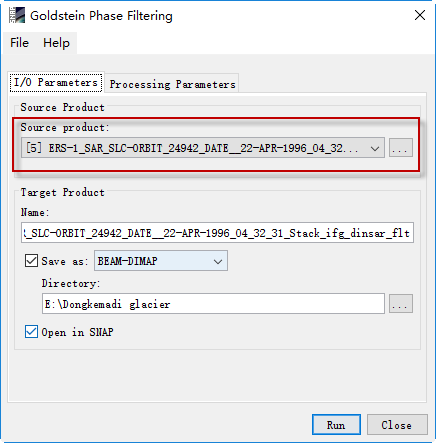 Goldstein Phase Filtering
File Help
I/O Parameters Processing Parameters
Source Product
Source product:
[5] ERS-1_SAR_SLC-ORBIT_24942_DATE__22-APR-1996_04_32... ...
Target Product
Name:
R_SLC-ORBIT_24942_DATE__22-APR-1996_04_32_31_Stack_ifg_dinsar_flt
Save as: BEAM-DIMAP
Directory:
E:\Dongkemadi glacier ...
Open in SNAP
Run Close